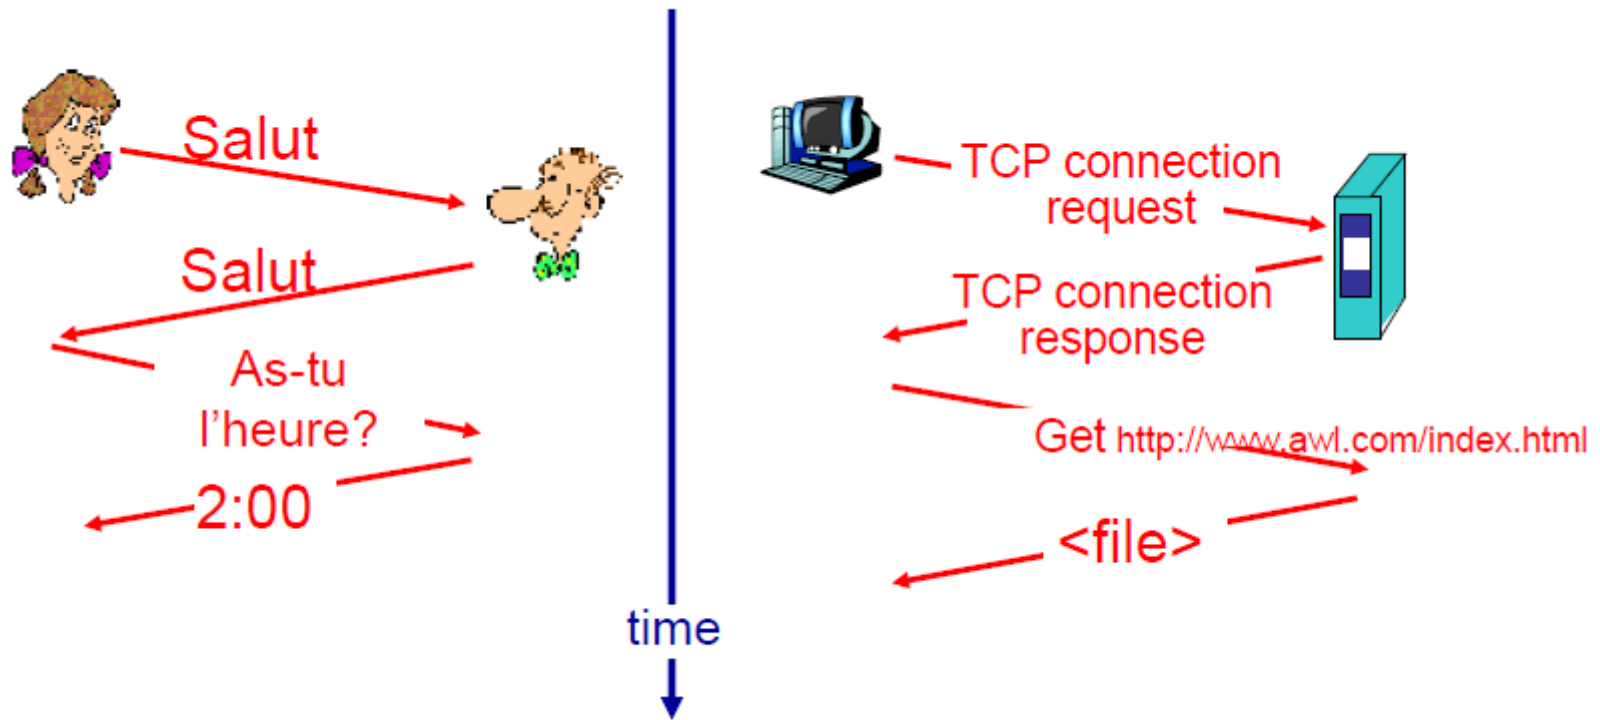 Salut
Salut
As-tu
l'heure?
2:00
time
TCP connection
request
TCP connection
response
Get http://www.awl.com/index.html
<file>